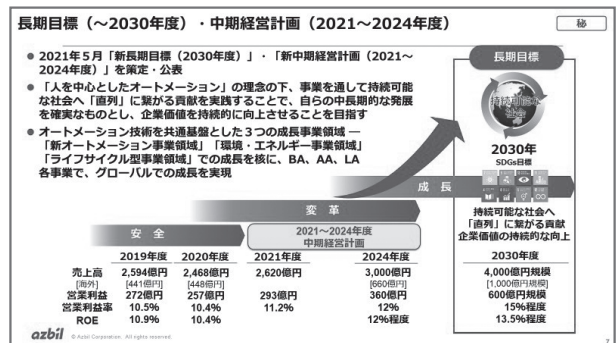 長期目標（～2030年度）・中期経営計画（2021～2024年度）
秘
● 2021年5月「新長期目標（2030年度）」・「新中期経営計画（2021～
2024年度）」を策定・公表
● 「人を中心としたオートメーション」の理念の下、事業を通して持続可能
な社会へ「直列」に繋がる貢献を実践することで、自らの中長期的な発展
を確実なものとし、企業価値を持続的に向上させることを目指す
● オートメーション技術を共通基盤とした3つの成長事業領域 ―
「新オートメーション事業領域」「環境・エネルギー事業領域」
「ライフサイクル型事業領域」での成長を核に、BA、AA、LA
各事業で、グローバルでの成長を実現
長期目標
持続可能な
社会
2030年
SDGs目標
成 長
変 革
安 全
2021～2024年度
中期経営計画
持続可能な社会へ
「直列」に繋がる貢献
企業価値の持続的な向上
2019年度 2020年度 2021年度 2024年度 2030年度
売上高 2,594億円 2,468億円 2,620億円 3,000億円 4,000億円規模
[海外] [441億円] [448億円] [660億円] [1,000億円規模]
営業利益 272億円 257億円 293億円 360億円 600億円規模
営業利益率 10.5% 10.4% 11.2% 12% 15%程度
ROE 10.9% 10.4% 12%程度 13.5%程度
azbil © Azbil Corporation. All rights reserved.
7